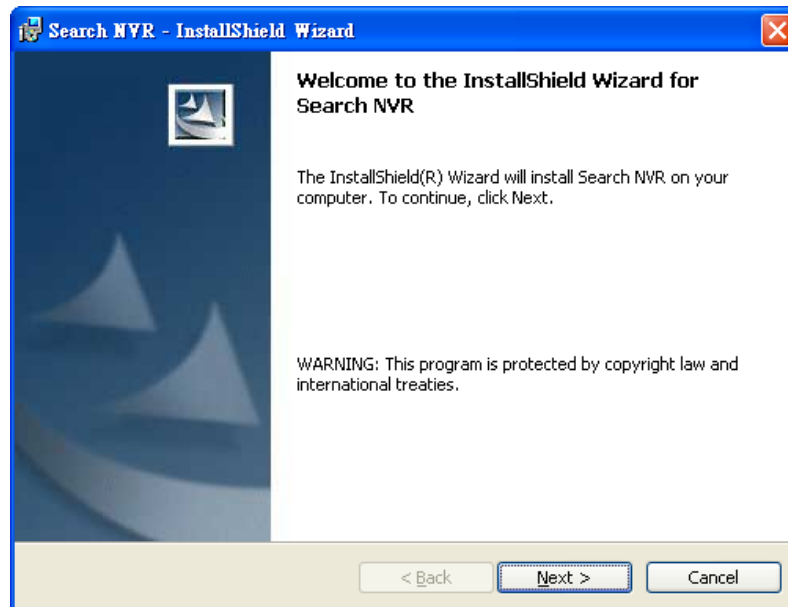 Search NVR - InstallShield Wizard
Welcome to the InstallShield Wizard for
Search NVR
The InstallShield(R) Wizard will install Search NVR on your
computer. To continue, click Next.
WARNING: This program is protected by copyright law and
international treaties.
< Back
Next >
Cancel